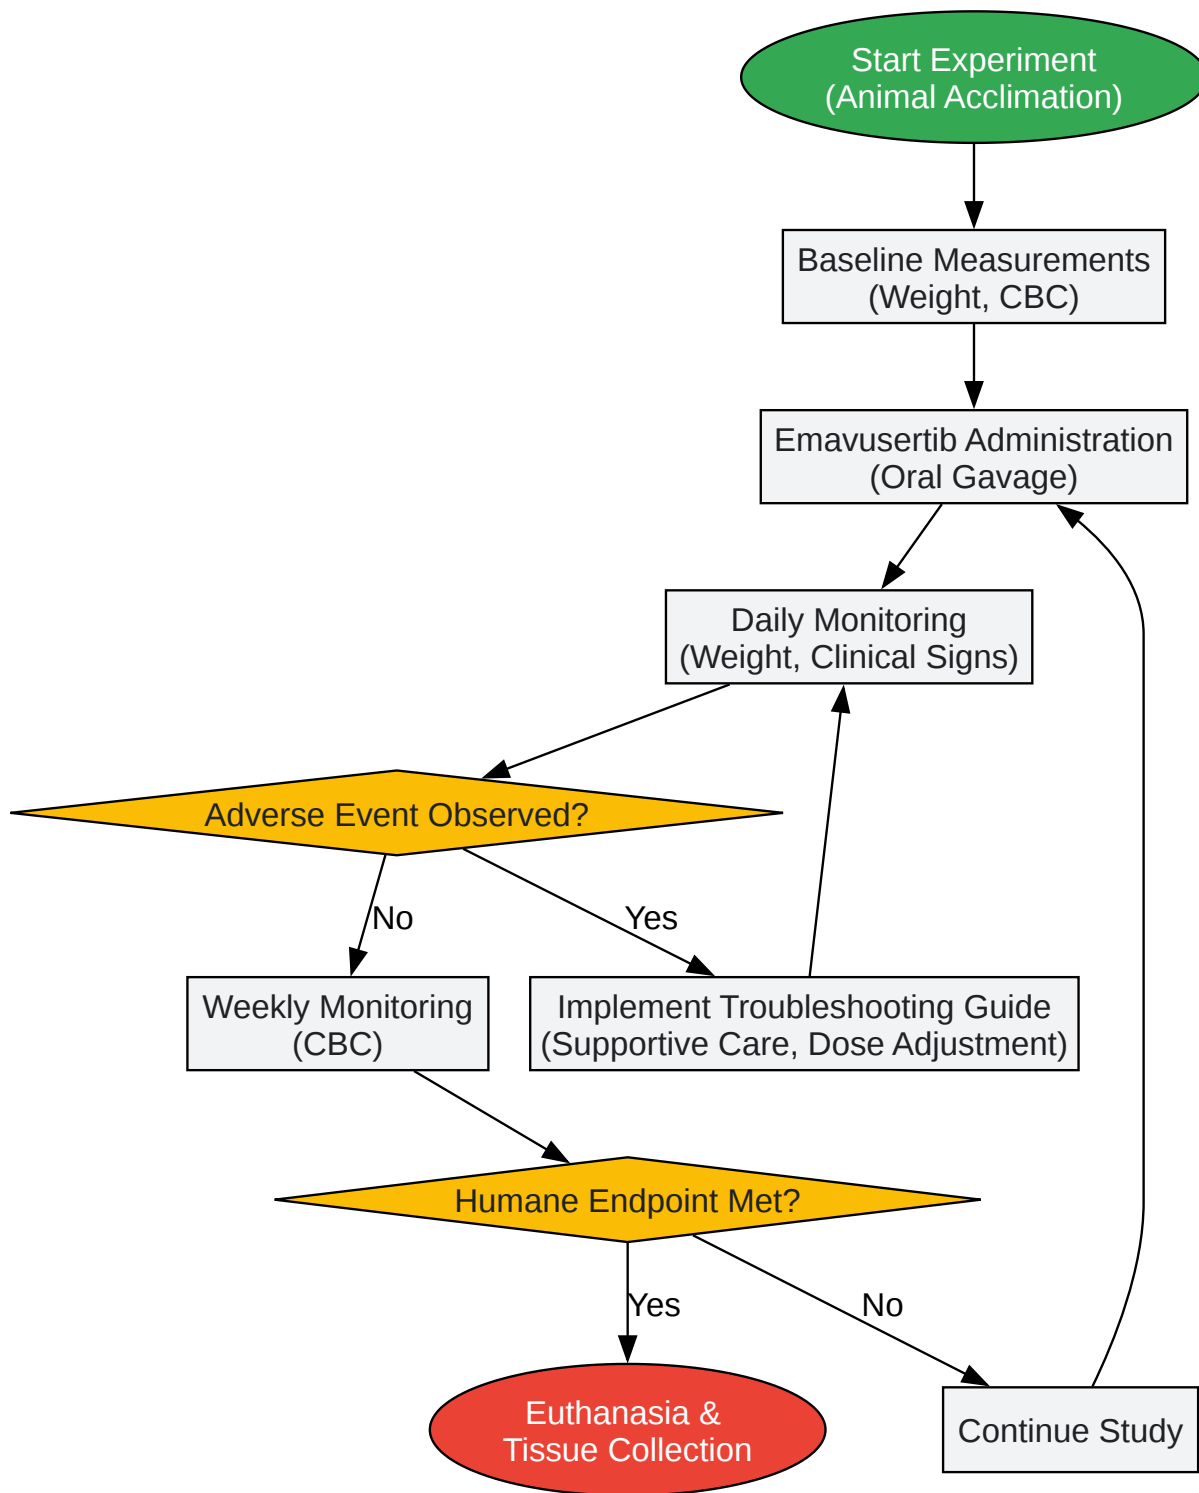 Start Experiment
(Animal Acclimation)
Baseline Measurements
(Weight, CBC)
Emavusertib Administration
(Oral Gavage)
Daily Monitoring
(Weight, Clinical Signs)
Adverse Event Observed?
No
Yes
Weekly Monitoring
(CBC)
Implement Troubleshooting Guide
(Supportive Care, Dose Adjustment)
Humane Endpoint Met?
Yes
No
Euthanasia &
Tissue Collection
Continue Study